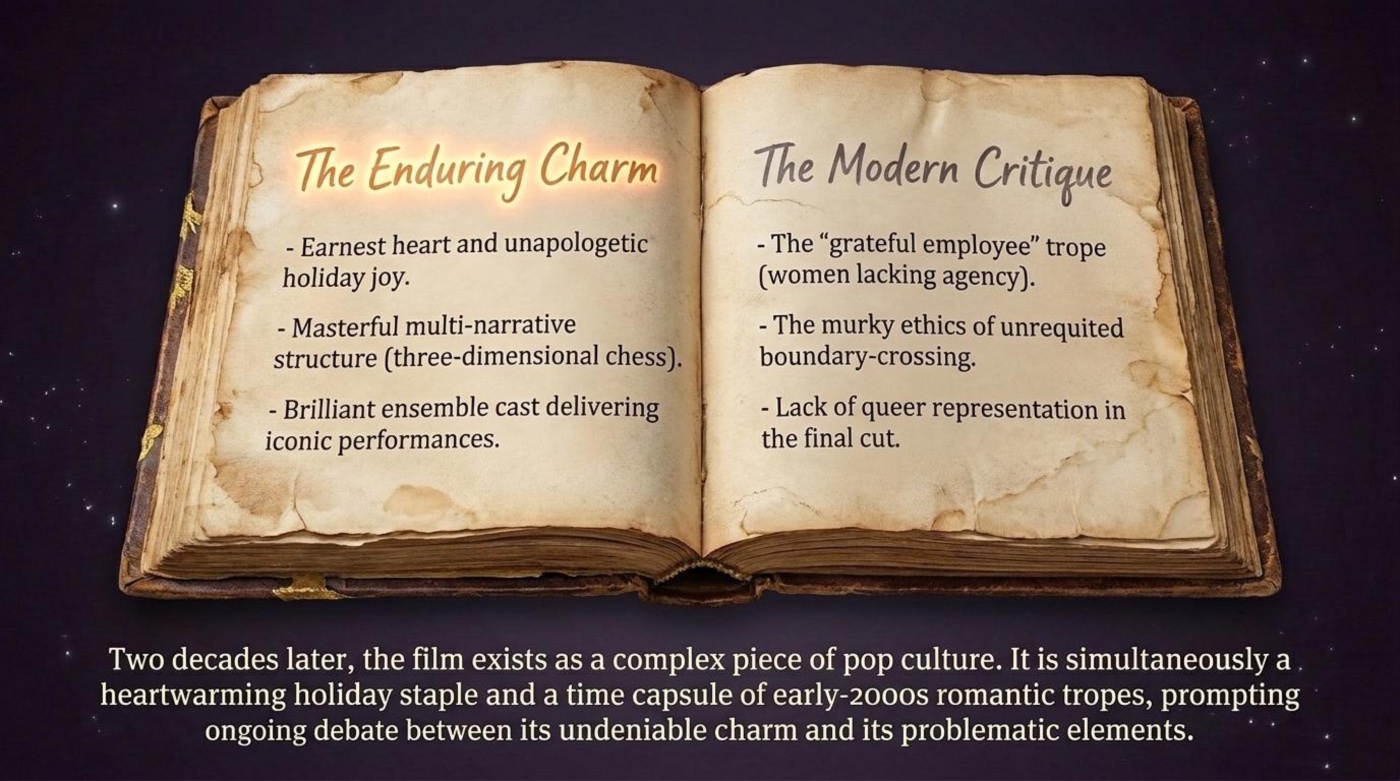 The Enduring Charm
- Earnest heart and unapologetic
holiday joy.
- Masterful multi-narrative
structure (three-dimensional chess).
- Brilliant ensemble cast delivering
iconic performances.
The Modern Critique
- The “grateful employee” trope
(women lacking agency).
- The murky ethics of unrequited
boundary-crossing.
- Lack of queer representation in
the final cut.
Two decades later, the film exists as a complex piece of pop culture. It is simultaneously a
heartwarming holiday staple and a time capsule of early-2000s romantic tropes, prompting
ongoing debate between its undeniable charm and its problematic elements.